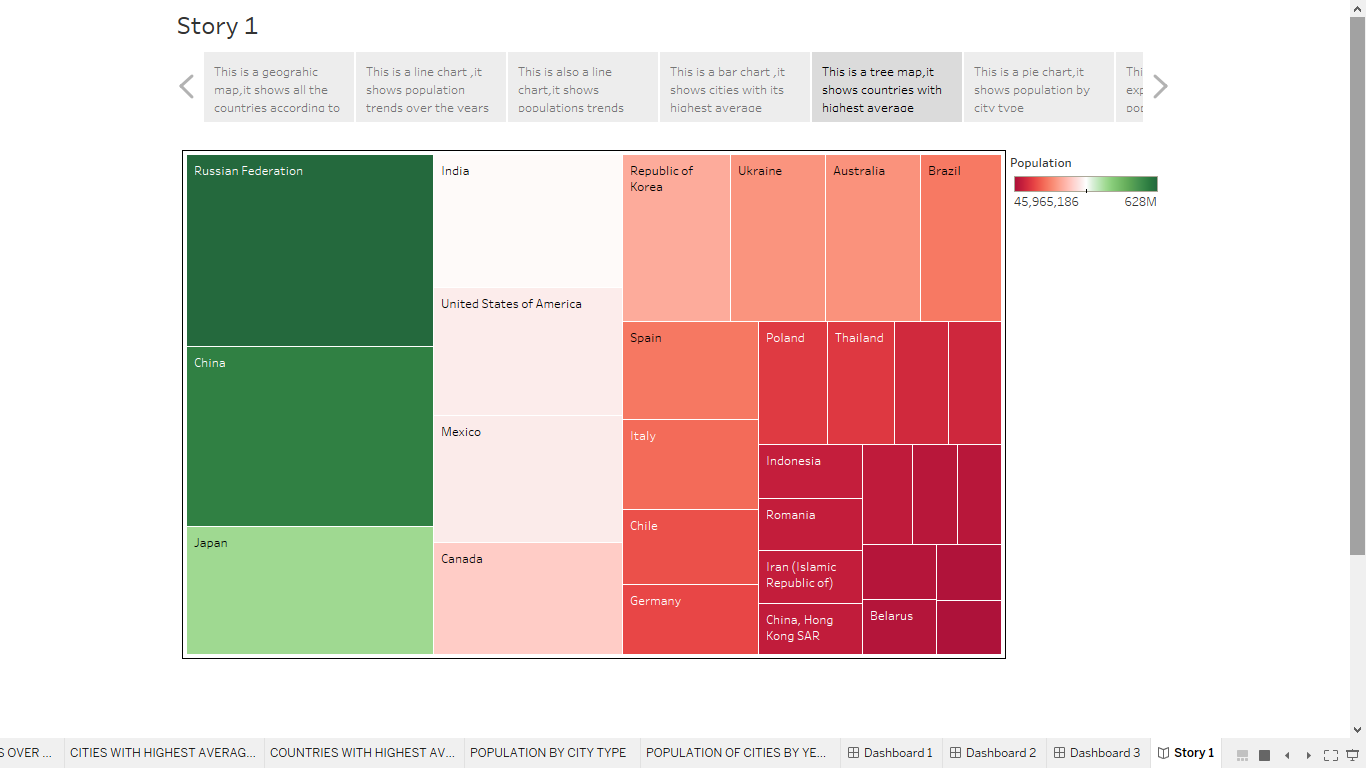 Story 1
This is a geograhic
map,it shows all the
countries according to
This is a line chart ,it
shows population
trends over the years
This is also a line
chart,it shows
populations trends
This is a bar chart ,it
shows cities with its
highest average
This is a tree map,it
shows countries with
highest average
This is a pie chart,it
shows population by
city type
Russian Federation
China
Japan
India
United States of America
Mexico
Canada
Republic of
Korea
Ukraine
Australia
Brazil
Spain
Italy
Chile
Germany
Poland
Thailand
Indonesia
Romania
Iran (Islamic
Republic of)
China, Hong
Kong SAR
Belarus
Population
45,965,186
628M
S OVER ...
CITIES WITH HIGHEST AVERAG...
COUNTRIES WITH HIGHEST AV...
POPULATION BY CITY TYPE
POPULATION OF CITIES BY YE...
Dashboard 1
Dashboard 2
Dashboard 3
Story 1